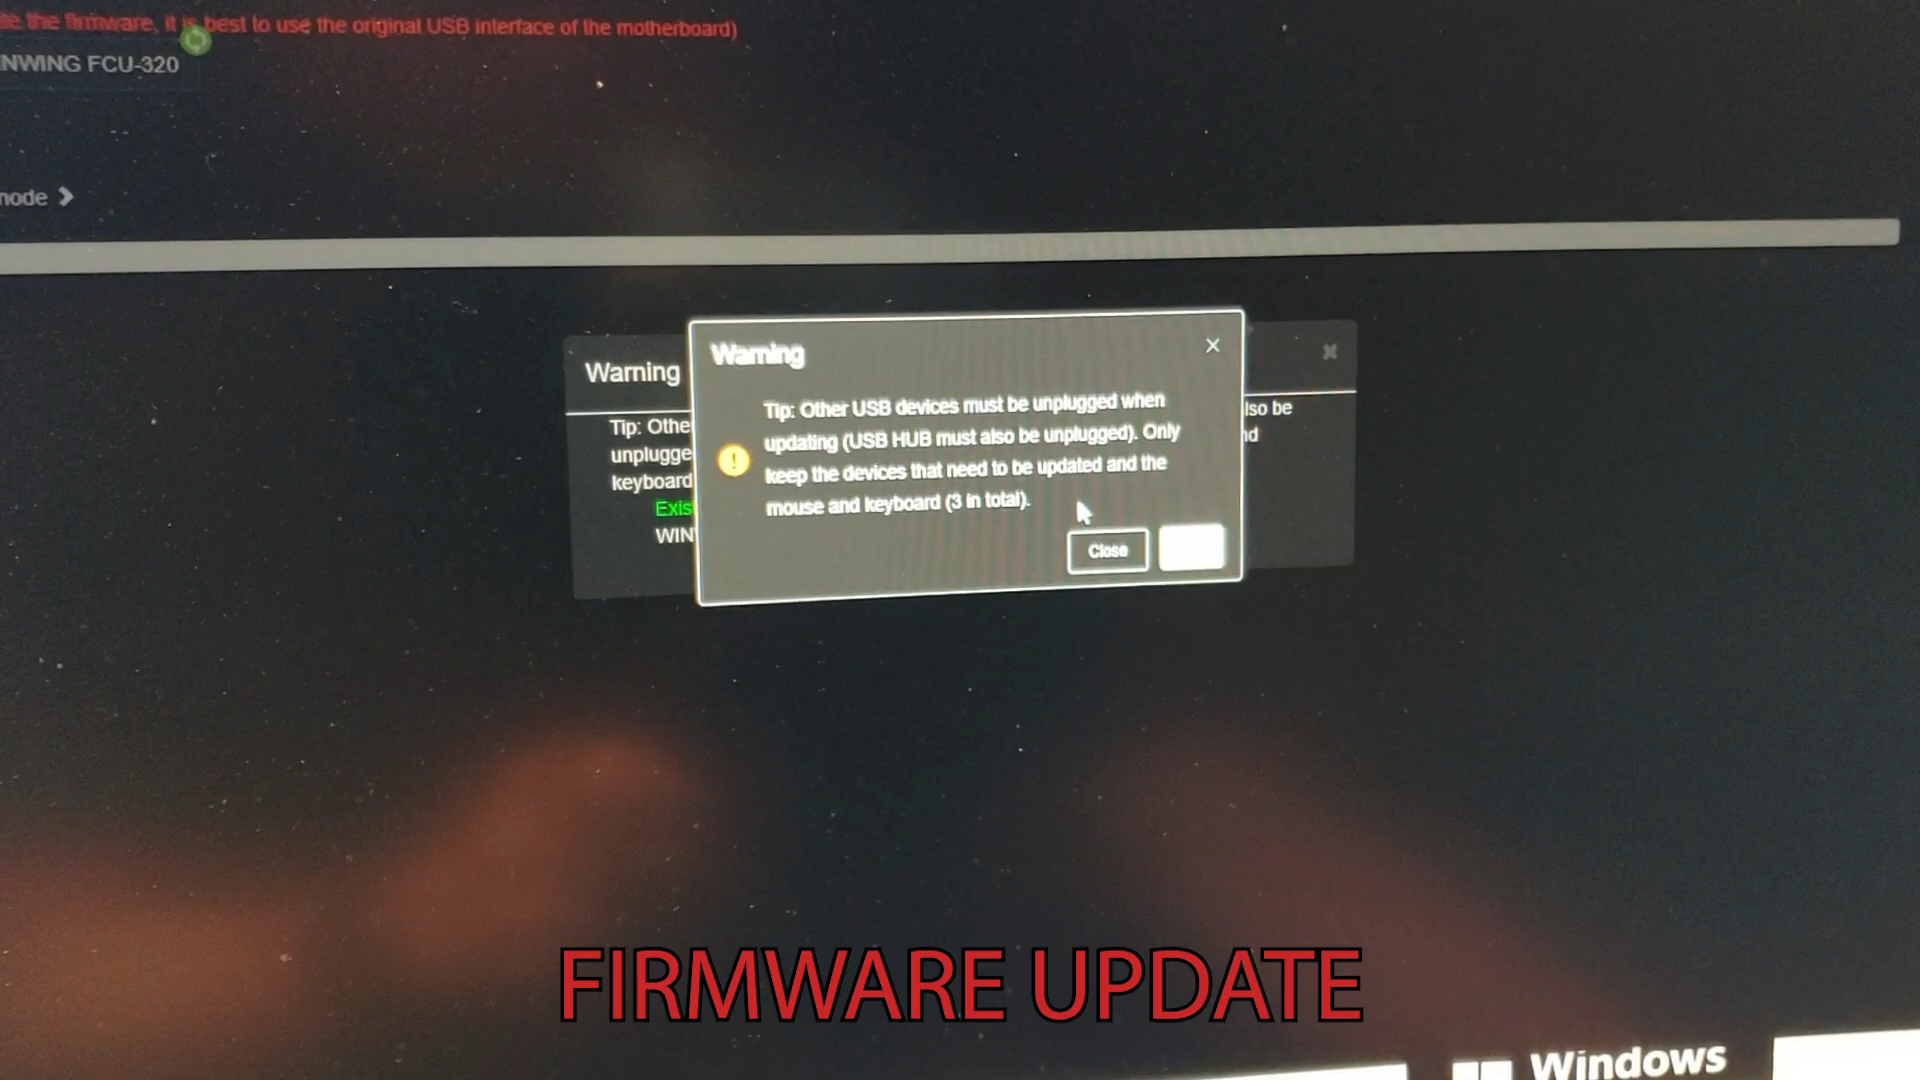 te the firmware, it is best to use the original USB interface of the motherboard)
NWING FCU-320
node
Warning
Tip: Othe
unplugge
keyboard
Exis
WIN
lso be
nd
Warning
Tip: Other USB devices must be unplugged when
updating (USB HUB must also be unplugged). Only
keep the devices that need to be updated and the
mouse and keyboard (3 in total).
Close
FIRMWARE UPDATE
Windows